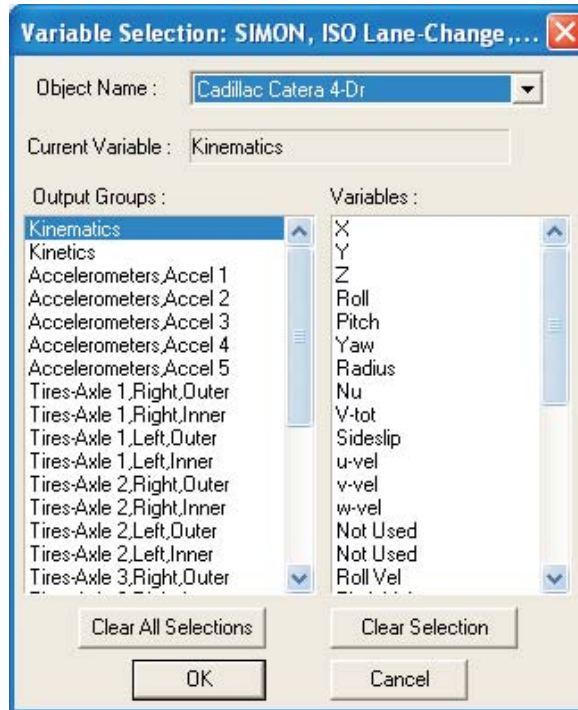 Variable Selection: SIMON, ISO Lane-Change,...
Object Name :
Cadillac Catera 4-Dr
Current Variable :
Kinematics
Output Groups :
Kinematics
Kinetics
Accelerometers,Accel 1
Accelerometers,Accel 2
Accelerometers,Accel 3
Accelerometers,Accel 4
Accelerometers,Accel 5
Tires-Axle 1,Right,Outer
Tires-Axle 1,Right,Inner
Tires-Axle 1,Left,Outer
Tires-Axle 1,Left,Inner
Tires-Axle 2,Right,Outer
Tires-Axle 2,Right,Inner
Tires-Axle 2,Left,Outer
Tires-Axle 2,Left,Inner
Tires-Axle 3,Right,Outer
Variables :
X
Y
Z
Roll
Pitch
Yaw
Radius
Nu
V-tot
Sideslip
u-vel
v-vel
w-vel
Not Used
Not Used
Roll Vel
Clear All Selections
Clear Selection
OK
Cancel